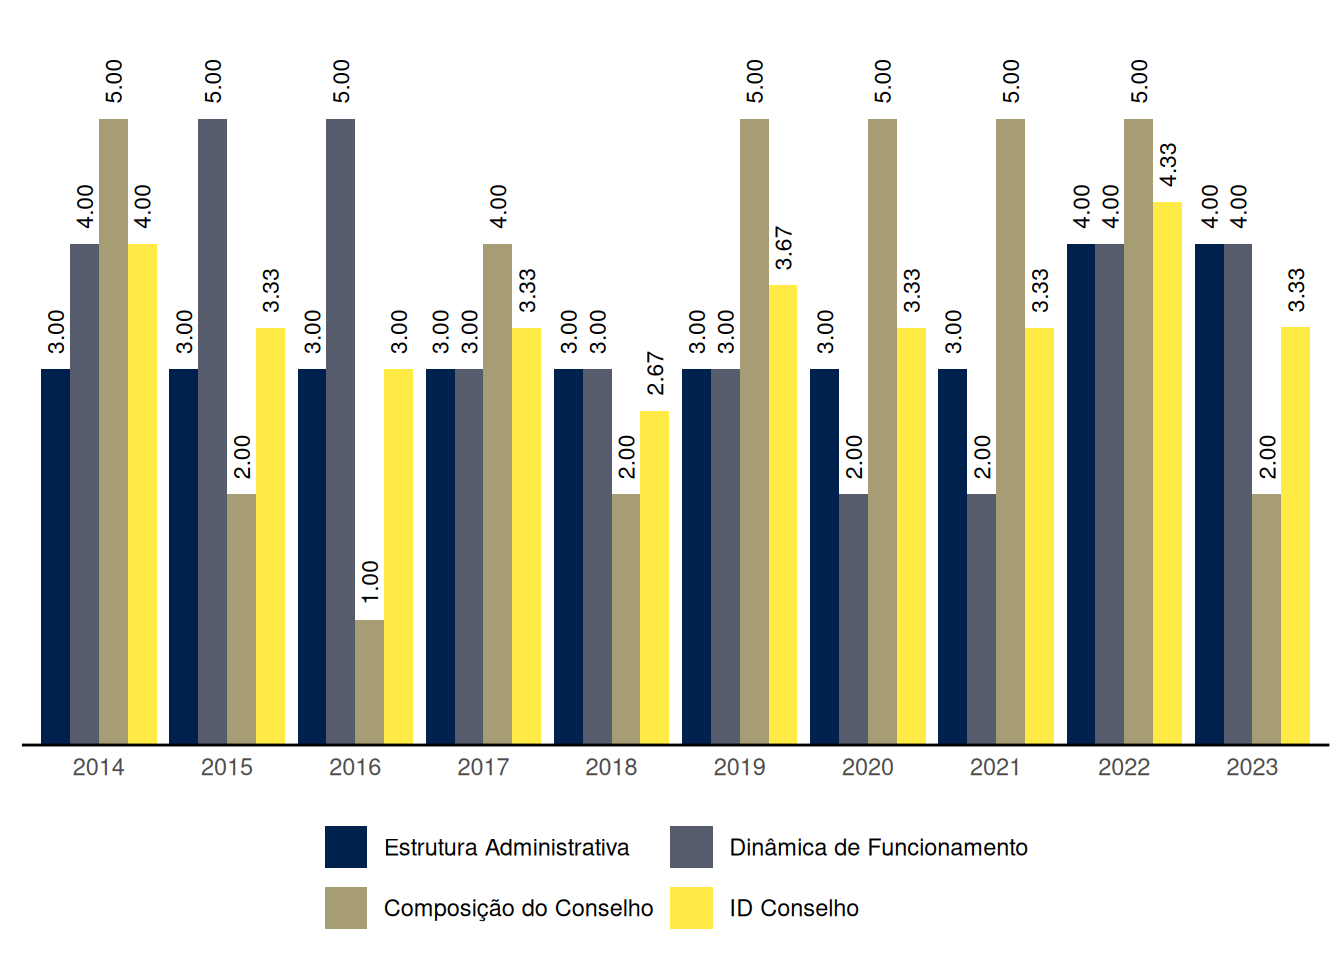 3.00 4.00 5.00 4.00 3.00 5.00 2.00 3.33 3.00 5.00 1.00 3.00 3.00 3.00 4.00 3.33 3.00 3.00 2.00 2.67 3.00 3.00 5.00 3.67 3.00 2.00 5.00 3.33 3.00 2.00 5.00 3.33 4.00 4.00 5.00 4.33 4.00 4.00 2.00 3.33
2014 2015 2016 2017 2018 2019 2020 2021 2022 2023
Estrutura Administrativa Dinâmica de Funcionamento
Composição do Conselho ID Conselho